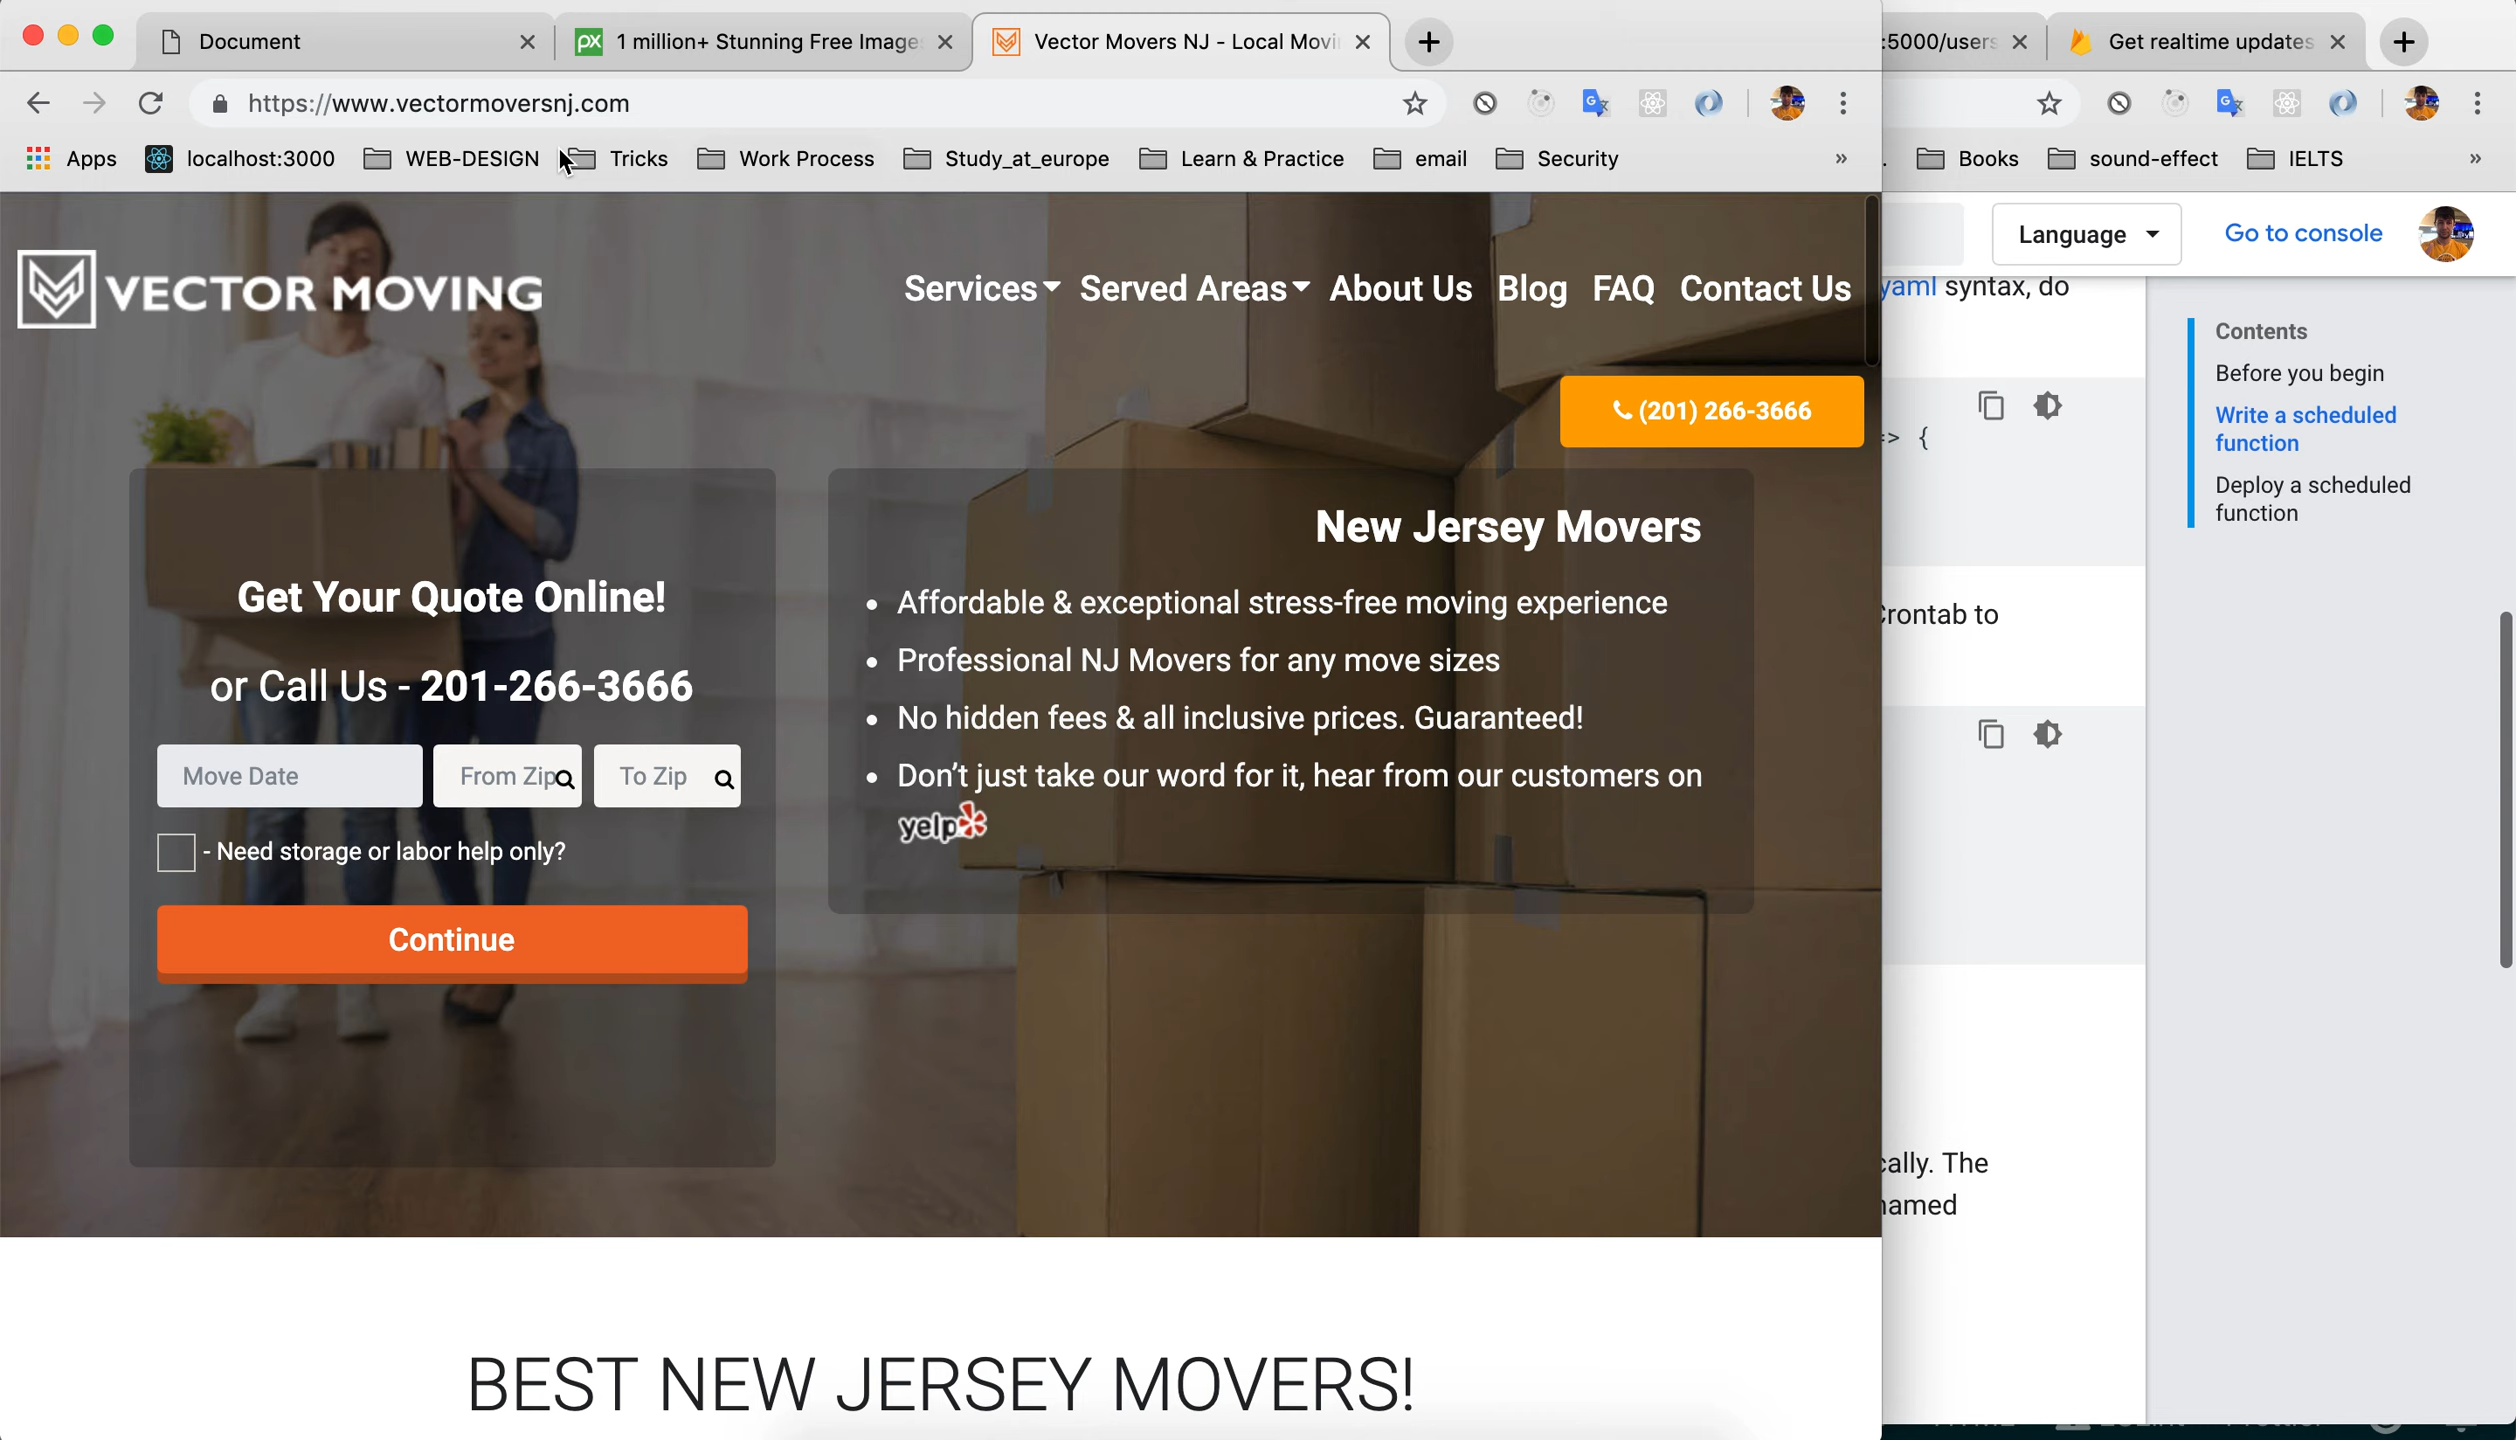 Document
1 million+ Stunning Free Image
Vector Movers NJ - Local Movi
:5000/users
Get realtime updates
https://www.vectormoversnj.com
Apps
localhost:3000
WEB-DESIGN
Tricks
Work Process
Study_at_europe
Learn & Practice
email
Security
»
Books
sound-effect
IELTS
»
VECTOR MOVING
Services
Served Areas
About Us
Blog
FAQ
Contact Us
(201) 266-3666
Get Your Quote Online!
or Call Us - 201-266-3666
Move Date
From Zip
To Zip
- Need storage or labor help only?
Continue
New Jersey Movers
• Affordable & exceptional stress-free moving experience
• Professional NJ Movers for any move sizes
• No hidden fees & all inclusive prices. Guaranteed!
• Don't just take our word for it, hear from our customers on
yelp
BEST NEW JERSEY MOVERS!
Language
Go to console
yaml syntax, do
=> {
Crontab to
cally. The
named
Contents
Before you begin
Write a scheduled
function
Deploy a scheduled
function